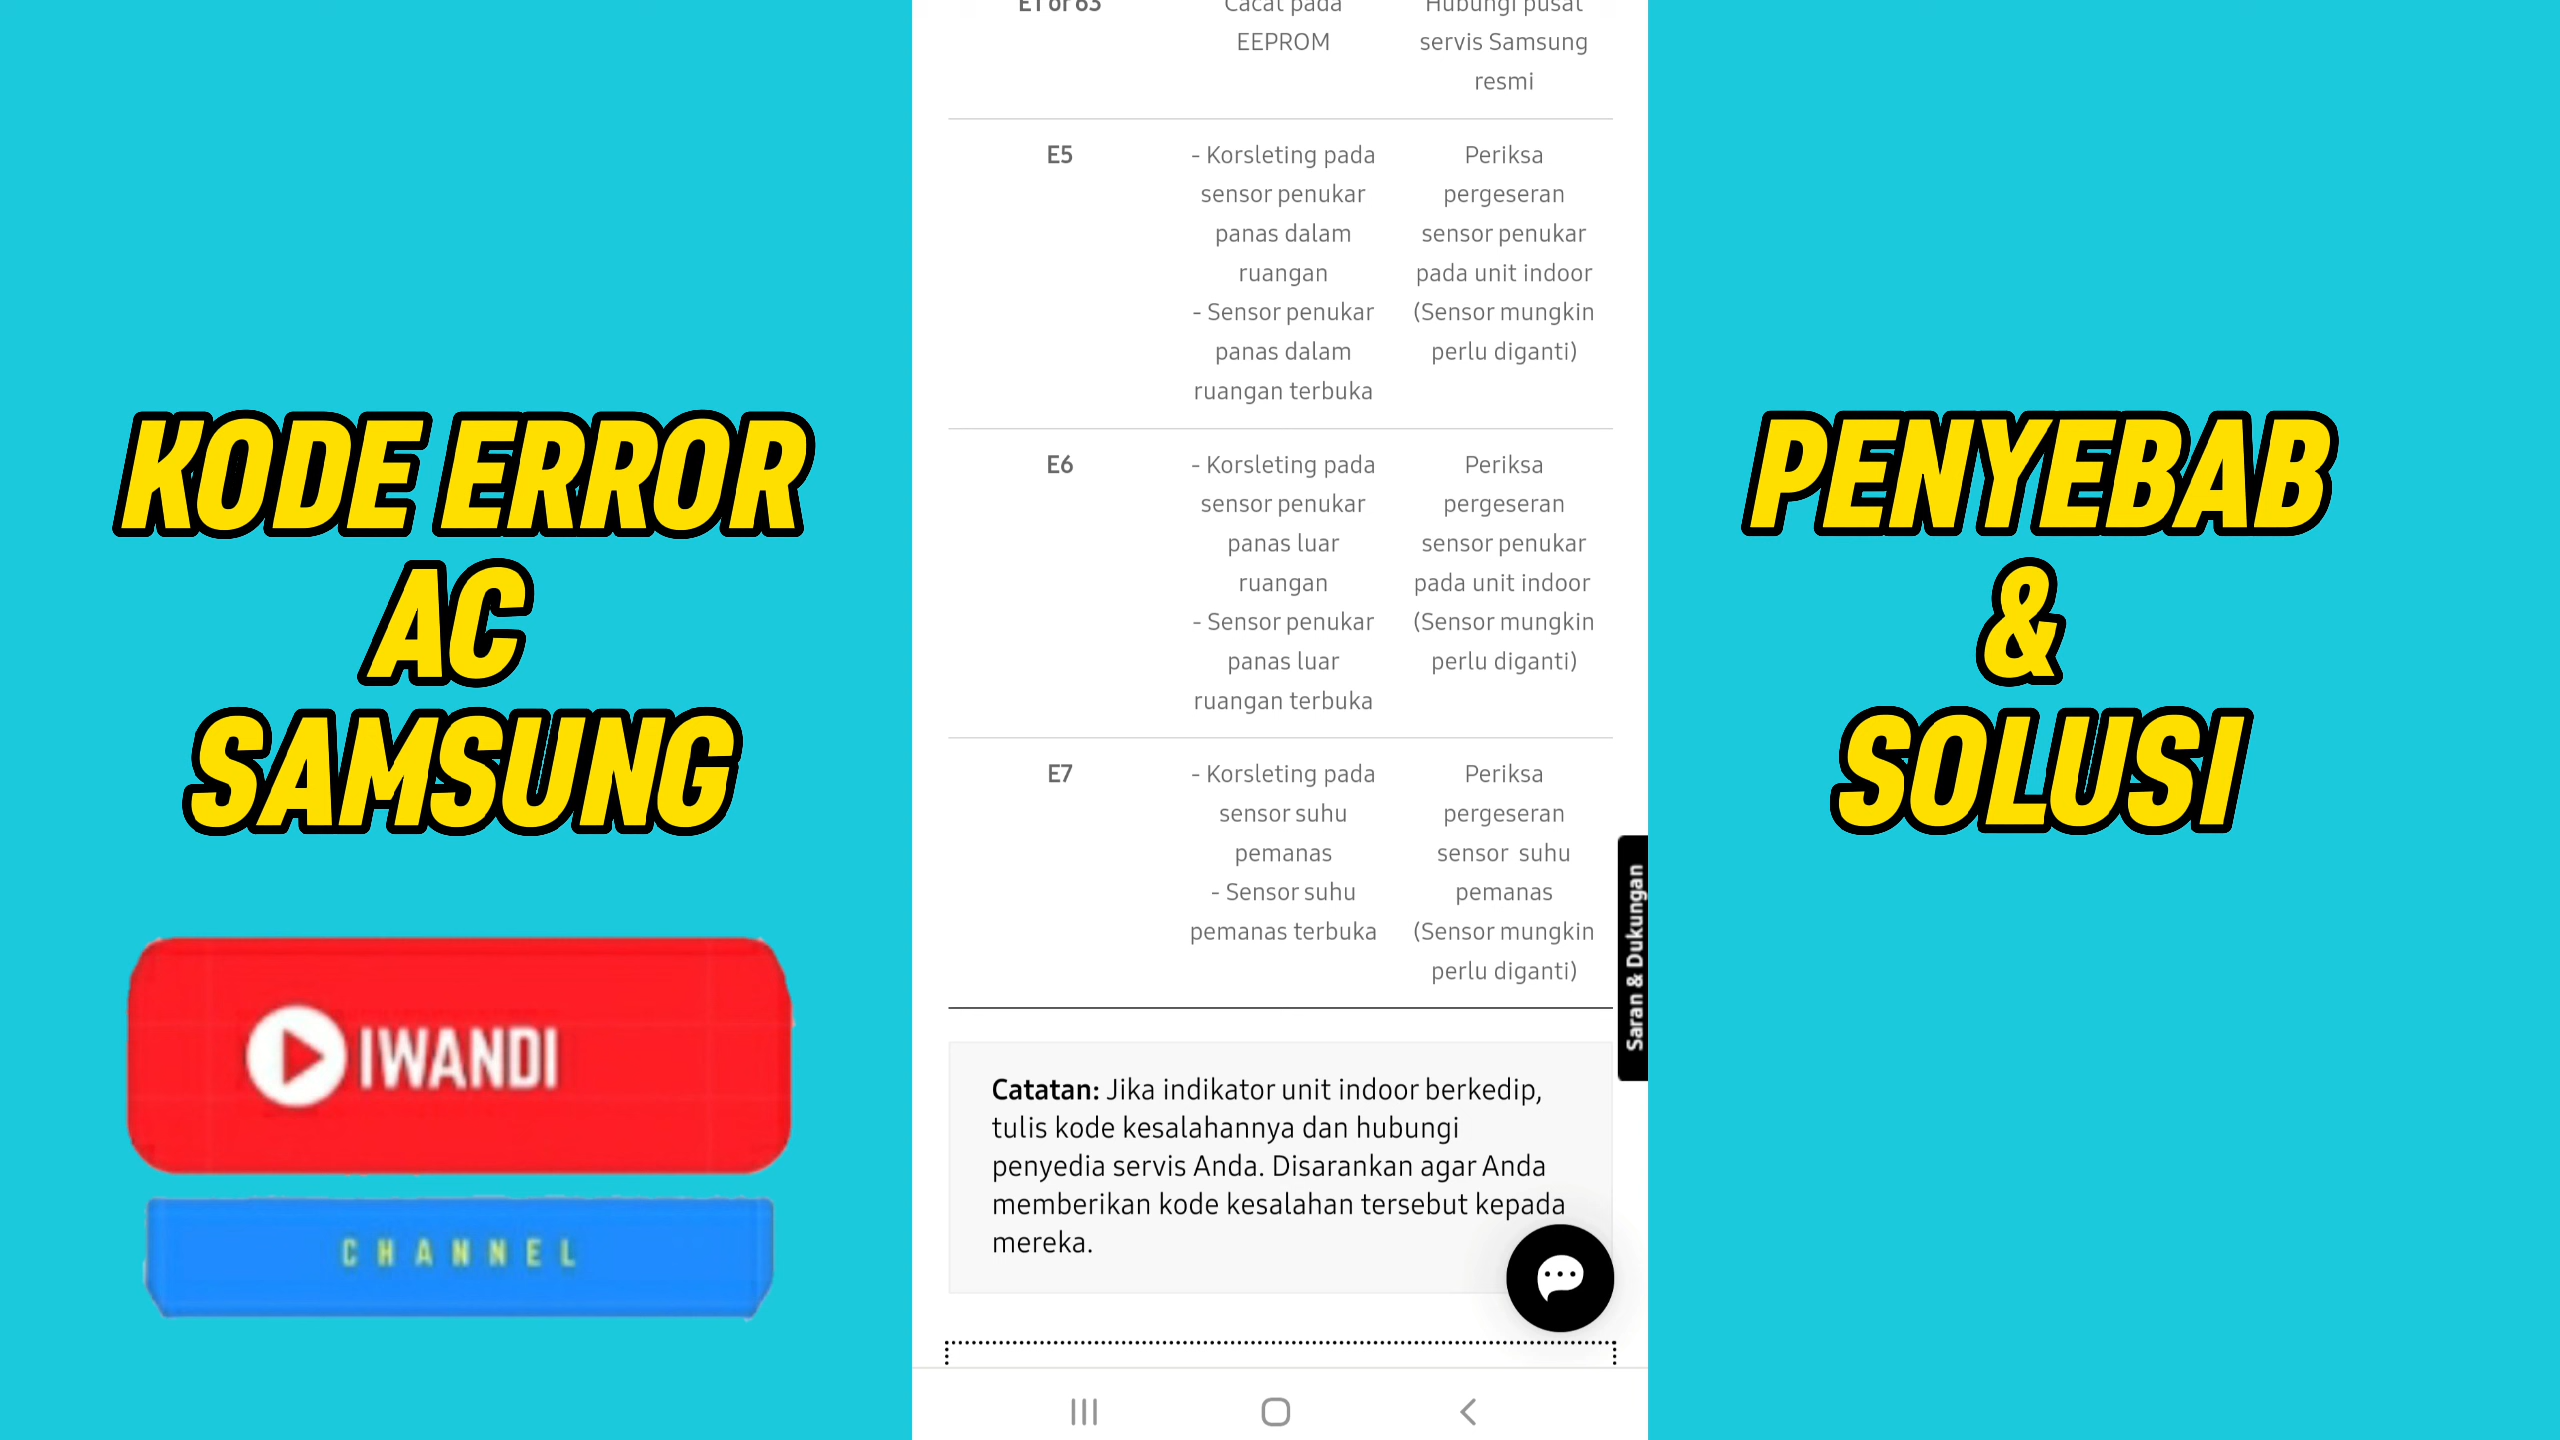 KODE ERROR
AC
SAMSUNG
IWANDI
CHANNEL
E1 or 63
Cacat pada
EEPROM
Hubungi pusat
servis Samsung
resmi
E5
- Korsleting pada
sensor penukar
panas dalam
ruangan
- Sensor penukar
panas dalam
ruangan terbuka
Periksa
pergeseran
sensor penukar
pada unit indoor
(Sensor mungkin
perlu diganti)
E6
- Korsleting pada
sensor penukar
panas luar
ruangan
- Sensor penukar
panas luar
ruangan terbuka
Periksa
pergeseran
sensor penukar
pada unit indoor
(Sensor mungkin
perlu diganti)
E7
- Korsleting pada
sensor suhu
pemanas
- Sensor suhu
pemanas terbuka
Periksa
pergeseran
sensor suhu
pemanas
(Sensor mungkin
perlu diganti)
Saran & Dukungan
Catatan: Jika indikator unit indoor berkedip,
tulis kode kesalahannya dan hubungi
penyedia servis Anda. Disarankan agar Anda
memberikan kode kesalahan tersebut kepada
mereka.
PENYEBAB
&
SOLUSI